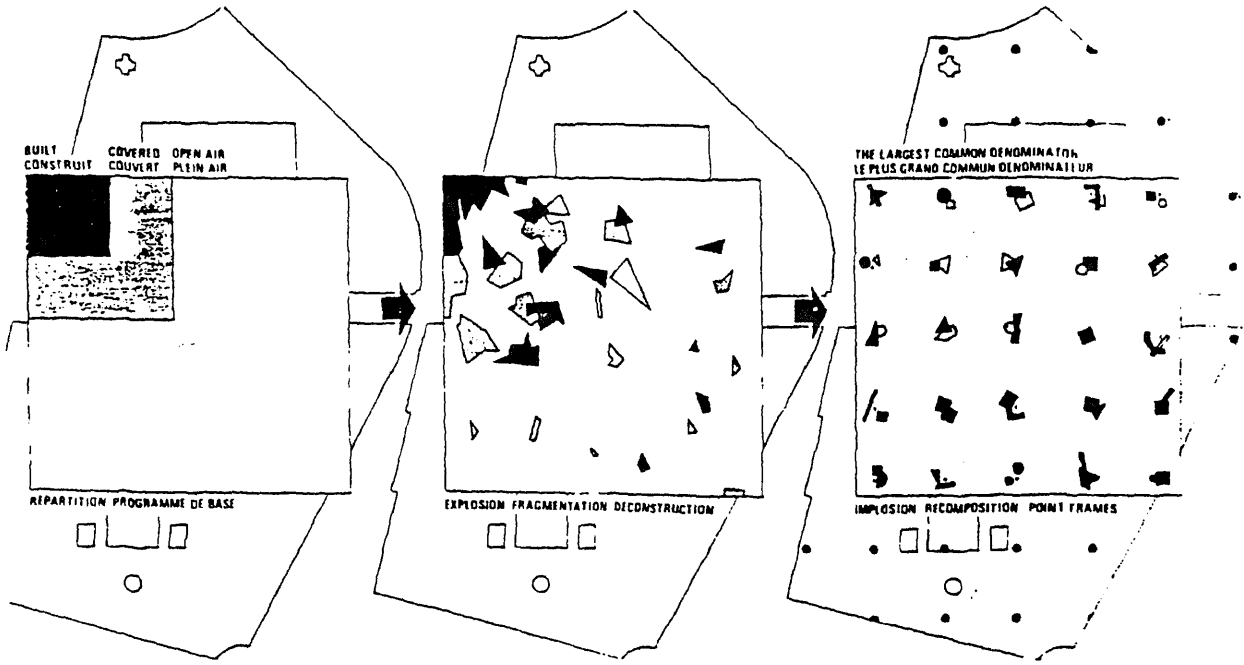 BUILT COVERED OPEN AIR
CONSTRUIT COUVERT PLEIN AIR
REPARTITION PROGRAMME DE BASE
EXPLOSION FRAGMENTATION DECONSTRUCTION
THE LARGEST COMMON DENOMINATOR
LE PLUS GRAND COMMUN DENOMINATEUR
IMPLOSION RECOMPOSITION POINT FRAMES